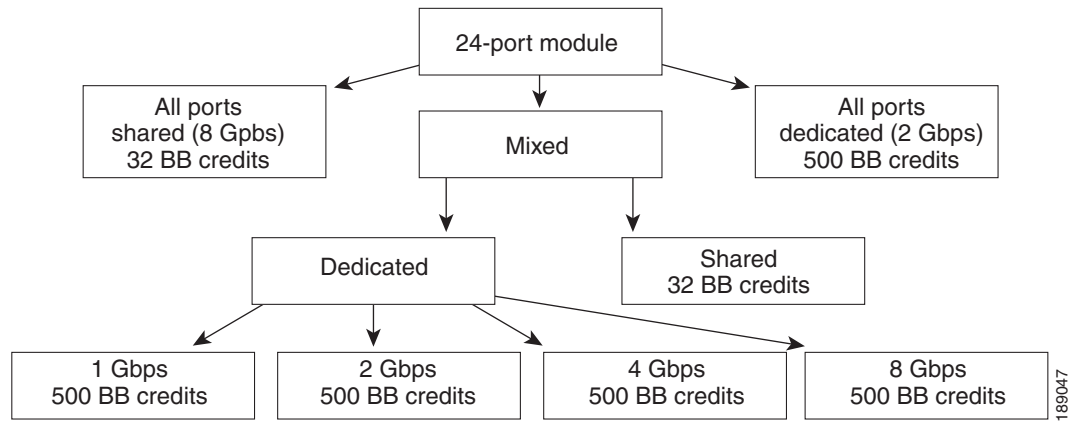 24-port module
All ports
shared (8 Gpbs)
32 BB credits
Mixed
All ports
dedicated (2 Gbps)
500 BB credits
Dedicated
Shared
32 BB credits
1 Gbps
500 BB credits
2 Gbps
500 BB credits
4 Gbps
500 BB credits
8 Gbps
500 BB credits
189047